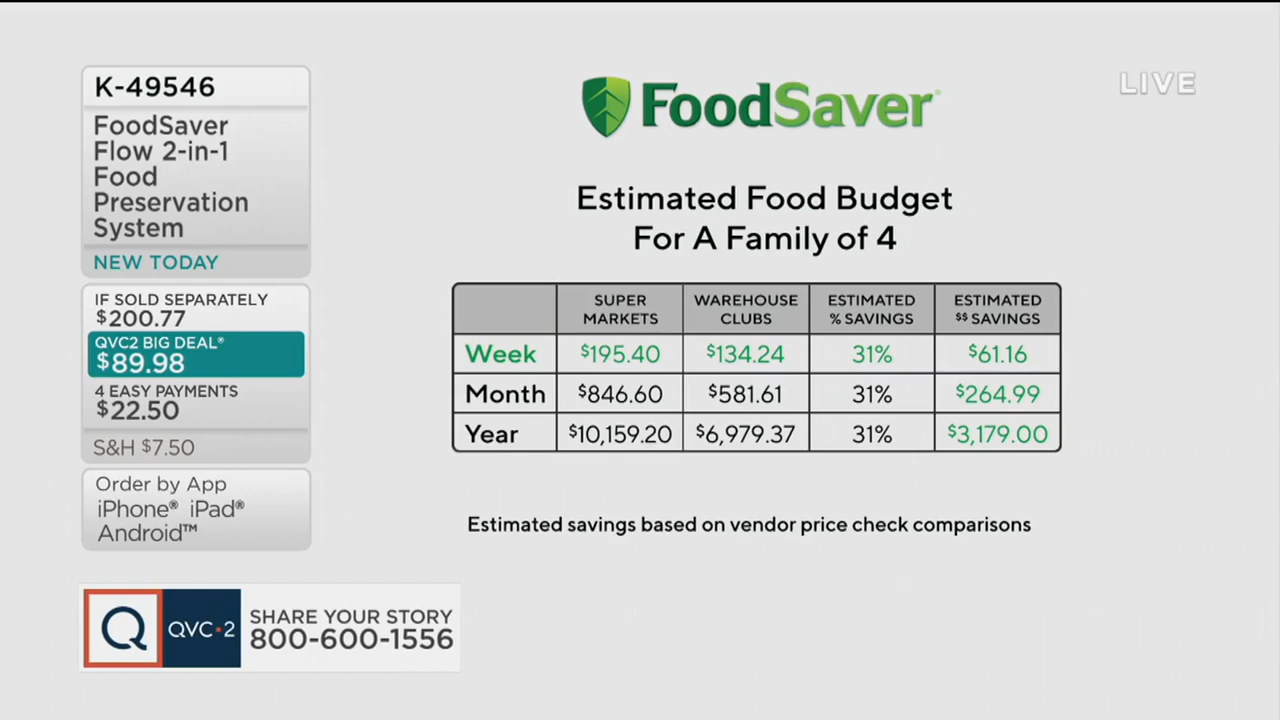 LIVE
K-49546
FoodSaver
Flow 2-in-1
Food
Preservation
System
NEW TODAY
IF SOLD SEPARATELY
$200.77
QVC2 BIG DEAL®
$89.98
4 EASY PAYMENTS
$22.50
S&H $7.50
Order by App
iPhone® iPad®
Android™
FoodSaver®
Estimated Food Budget
For A Family of 4
SUPER MARKETS WAREHOUSE CLUBS ESTIMATED % SAVINGS ESTIMATED $$ SAVINGS
Week $195.40 $134.24 31% $61.16
Month $846.60 $581.61 31% $264.99
Year $10,159.20 $6,979.37 31% $3,179.00
Estimated savings based on vendor price check comparisons
Q QVC•2
SHARE YOUR STORY
800-600-1556